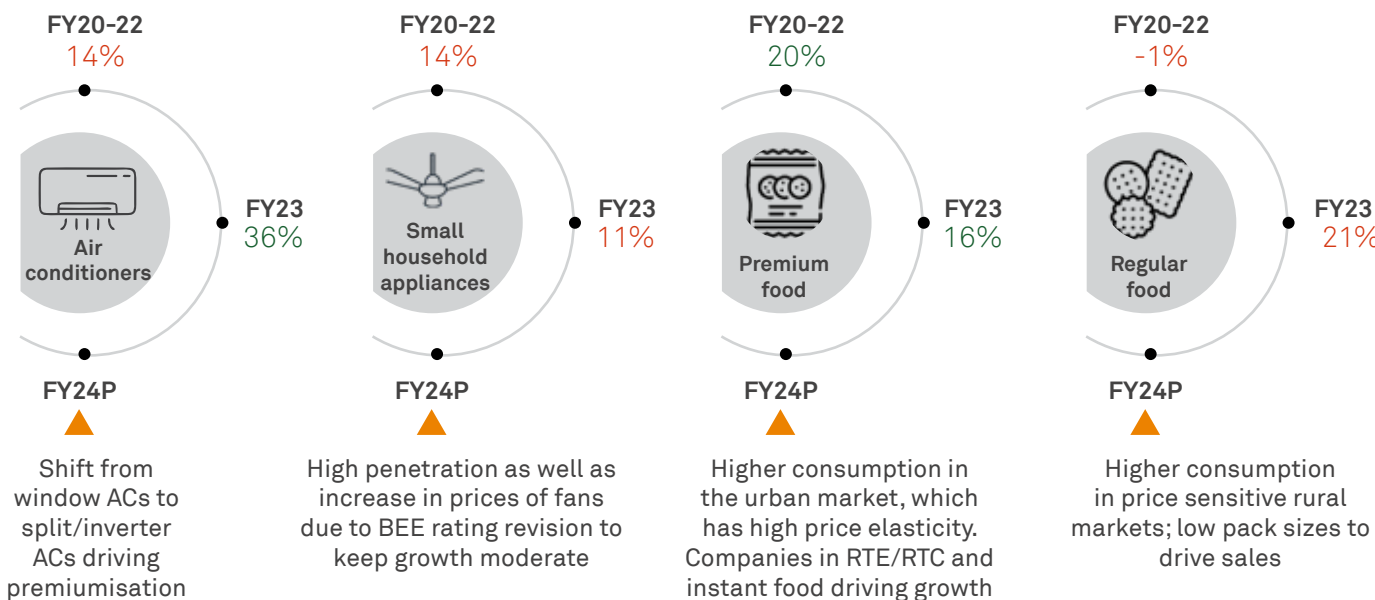 FY20-22
14%
Air
conditioners
FY23
36%
FY24P
Shift from
window ACs to
split/inverter
ACs driving
premiumisation
FY20-22
14%
Small
household
appliances
FY23
11%
FY24P
High penetration as well as
increase in prices of fans
due to BEE rating revision to
keep growth moderate
FY20-22
20%
Premium
food
FY23
16%
FY24P
Higher consumption in
the urban market, which
has high price elasticity.
Companies in RTE/RTC and
instant food driving growth
FY20-22
-1%
Regular
food
FY23
21%
FY24P
Higher consumption
in price sensitive rural
markets; low pack sizes to
drive sales